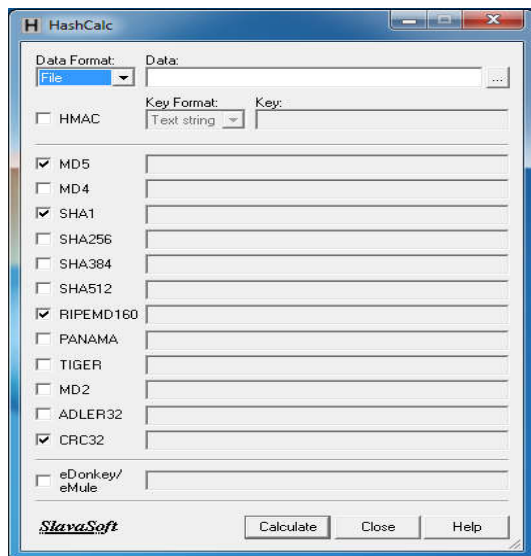 H HashCalc
Data Format: Data:
File ...
Key Format: Key:
HMAC Text string
MD5
MD4
SHA1
SHA256
SHA384
SHA512
RIPEMD160
PANAMA
TIGER
MD2
ADLER32
CRC32
eDonkey/
eMule
SlavaSoft Calculate Close Help